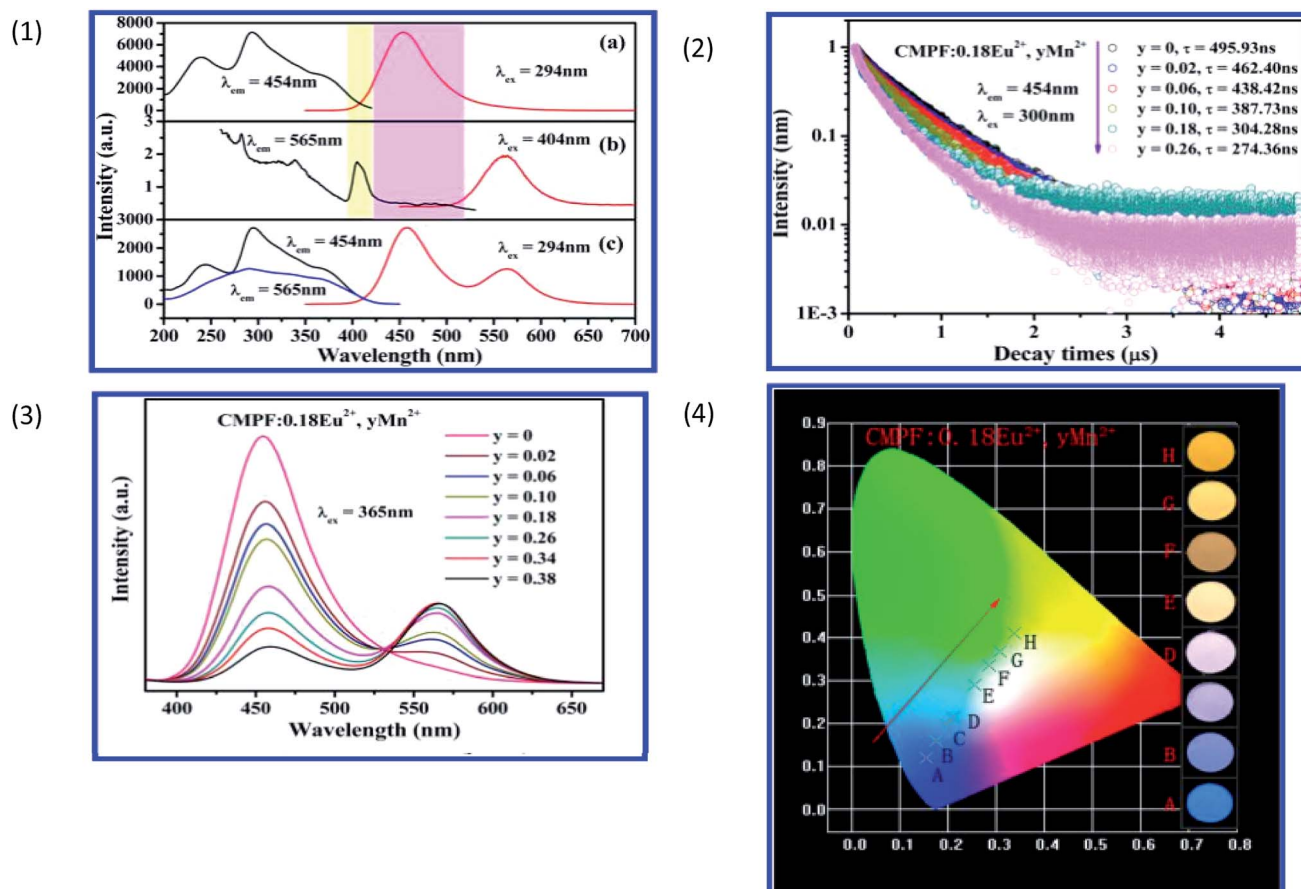 (1)
8000
6000
4000
2000
0
(a)
λem = 454nm
λex = 294nm
3
2
1
(b)
λem = 565nm
λex = 404nm
3000
2000
1000
0
(c)
λem = 454nm
λex = 294nm
λem = 565nm
Intensity (a.u.)
200 250 300 350 400 450 500 550 600 650 700
Wavelength (nm)
(2)
CMPF:0.18Eu²⁺, yMn²⁺
λem = 454nm
λex = 300nm
y = 0, τ = 495.93ns
y = 0.02, τ = 462.40ns
y = 0.06, τ = 438.42ns
y = 0.10, τ = 387.73ns
y = 0.18, τ = 304.28ns
y = 0.26, τ = 274.36ns
1
0.1
0.01
1E-3
Intensity (nm)
0 1 2 3 4
Decay times (μs)
(3)
CMPF:0.18Eu²⁺, yMn²⁺
λex = 365nm
y = 0
y = 0.02
y = 0.06
y = 0.10
y = 0.18
y = 0.26
y = 0.34
y = 0.38
Intensity (a.u.)
400 450 500 550 600 650
Wavelength (nm)
(4)
CMPF:0.18Eu²⁺, yMn²⁺
0.9
0.8
0.7
0.6
0.5
0.4
0.3
0.2
0.1
0.0
0.0 0.1 0.2 0.3 0.4 0.5 0.6 0.7 0.8
H
G
F
E
D
C
B
A
H
G
F
E
D
B
A